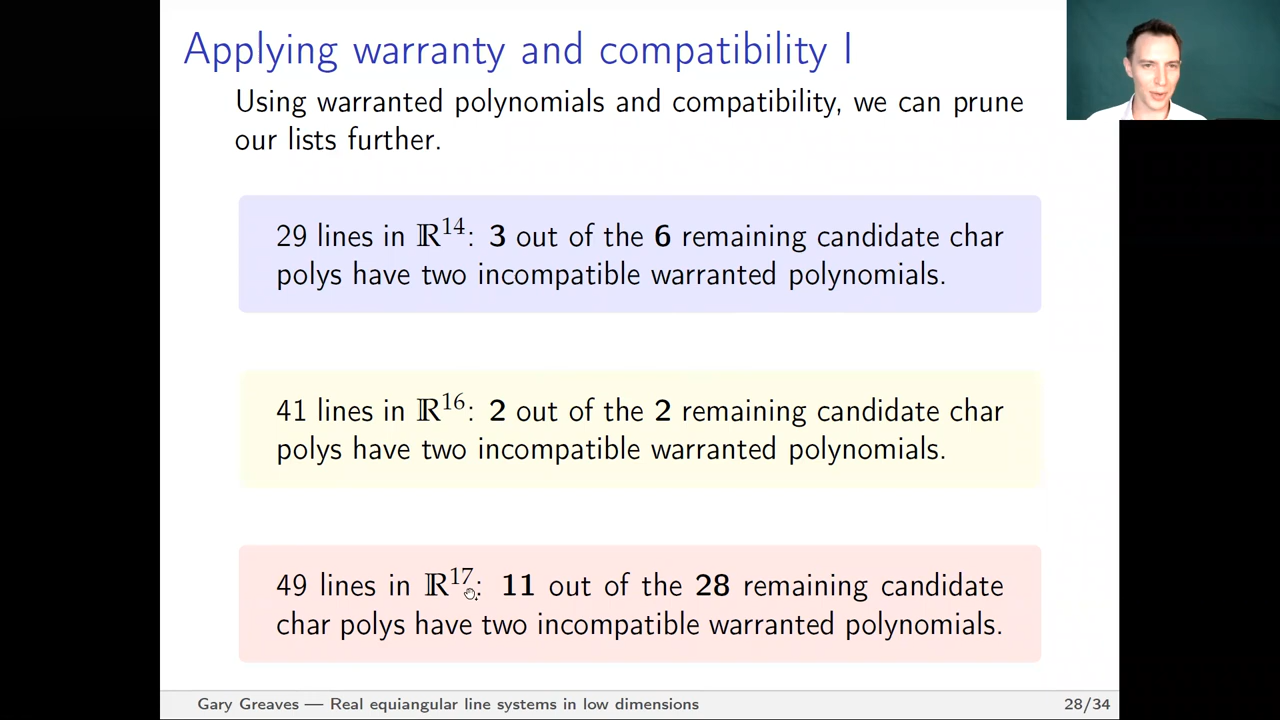 Applying warranty and compatibility I
Using warranted polynomials and compatibility, we can prune
our lists further.
29 lines in ℝ¹⁴: 3 out of the 6 remaining candidate char
polys have two incompatible warranted polynomials.
41 lines in ℝ¹⁶: 2 out of the 2 remaining candidate char
polys have two incompatible warranted polynomials.
49 lines in ℝ¹⁷: 11 out of the 28 remaining candidate
char polys have two incompatible warranted polynomials.
Gary Greaves — Real equiangular line systems in low dimensions 28/34